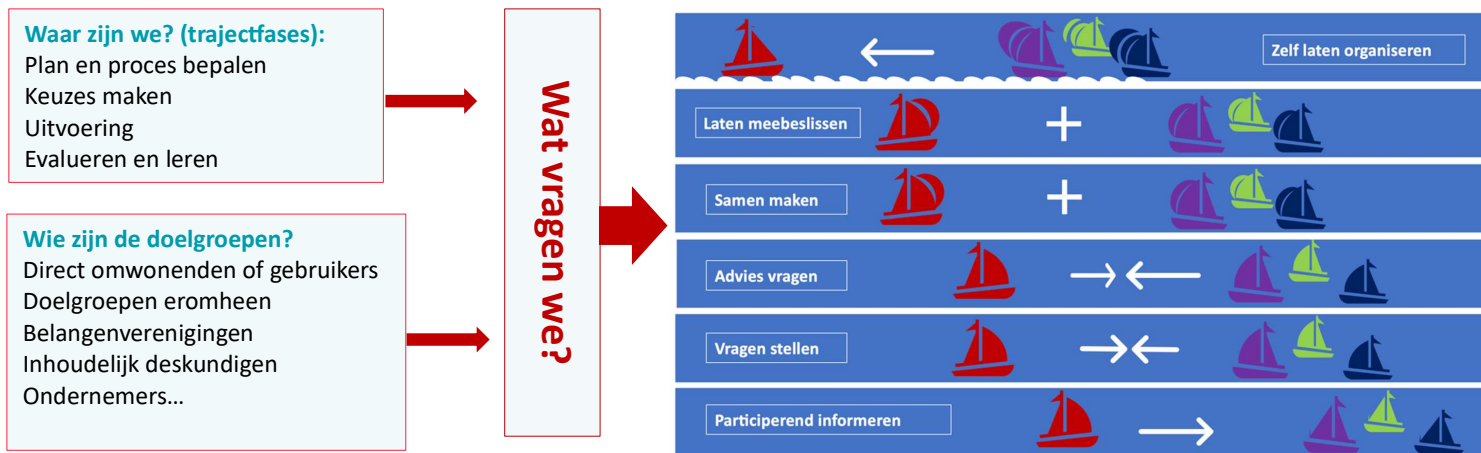 Waar zijn we? (trajectfases):
Plan en proces bepalen
Keuzes maken
Uitvoering
Evalueren en leren
Wie zijn de doelgroepen?
Direct omwonenden of gebruikers
Doelgroepen eromheen
Belangenverenigingen
Inhoudelijk deskundigen
Ondernemers…
Wat vragen we?
Zelf laten organiseren
Laten meebeslissen
Samen maken
Advies vragen
Vragen stellen
Participerend informeren